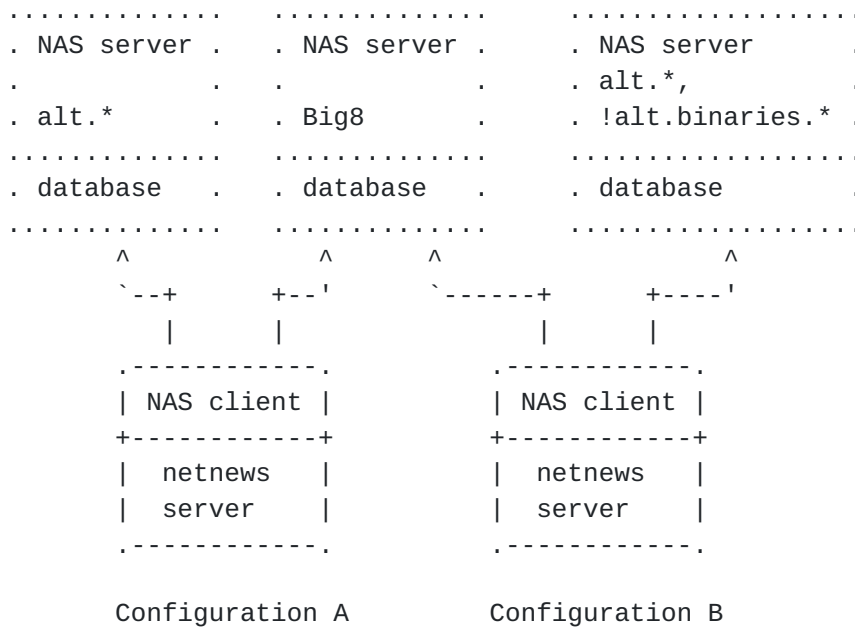 NAS server NAS server NAS server
alt.*,
alt.* Big8 !alt.binaries.*
database database database
NAS client NAS client
netnews netnews
server server
Configuration A Configuration B